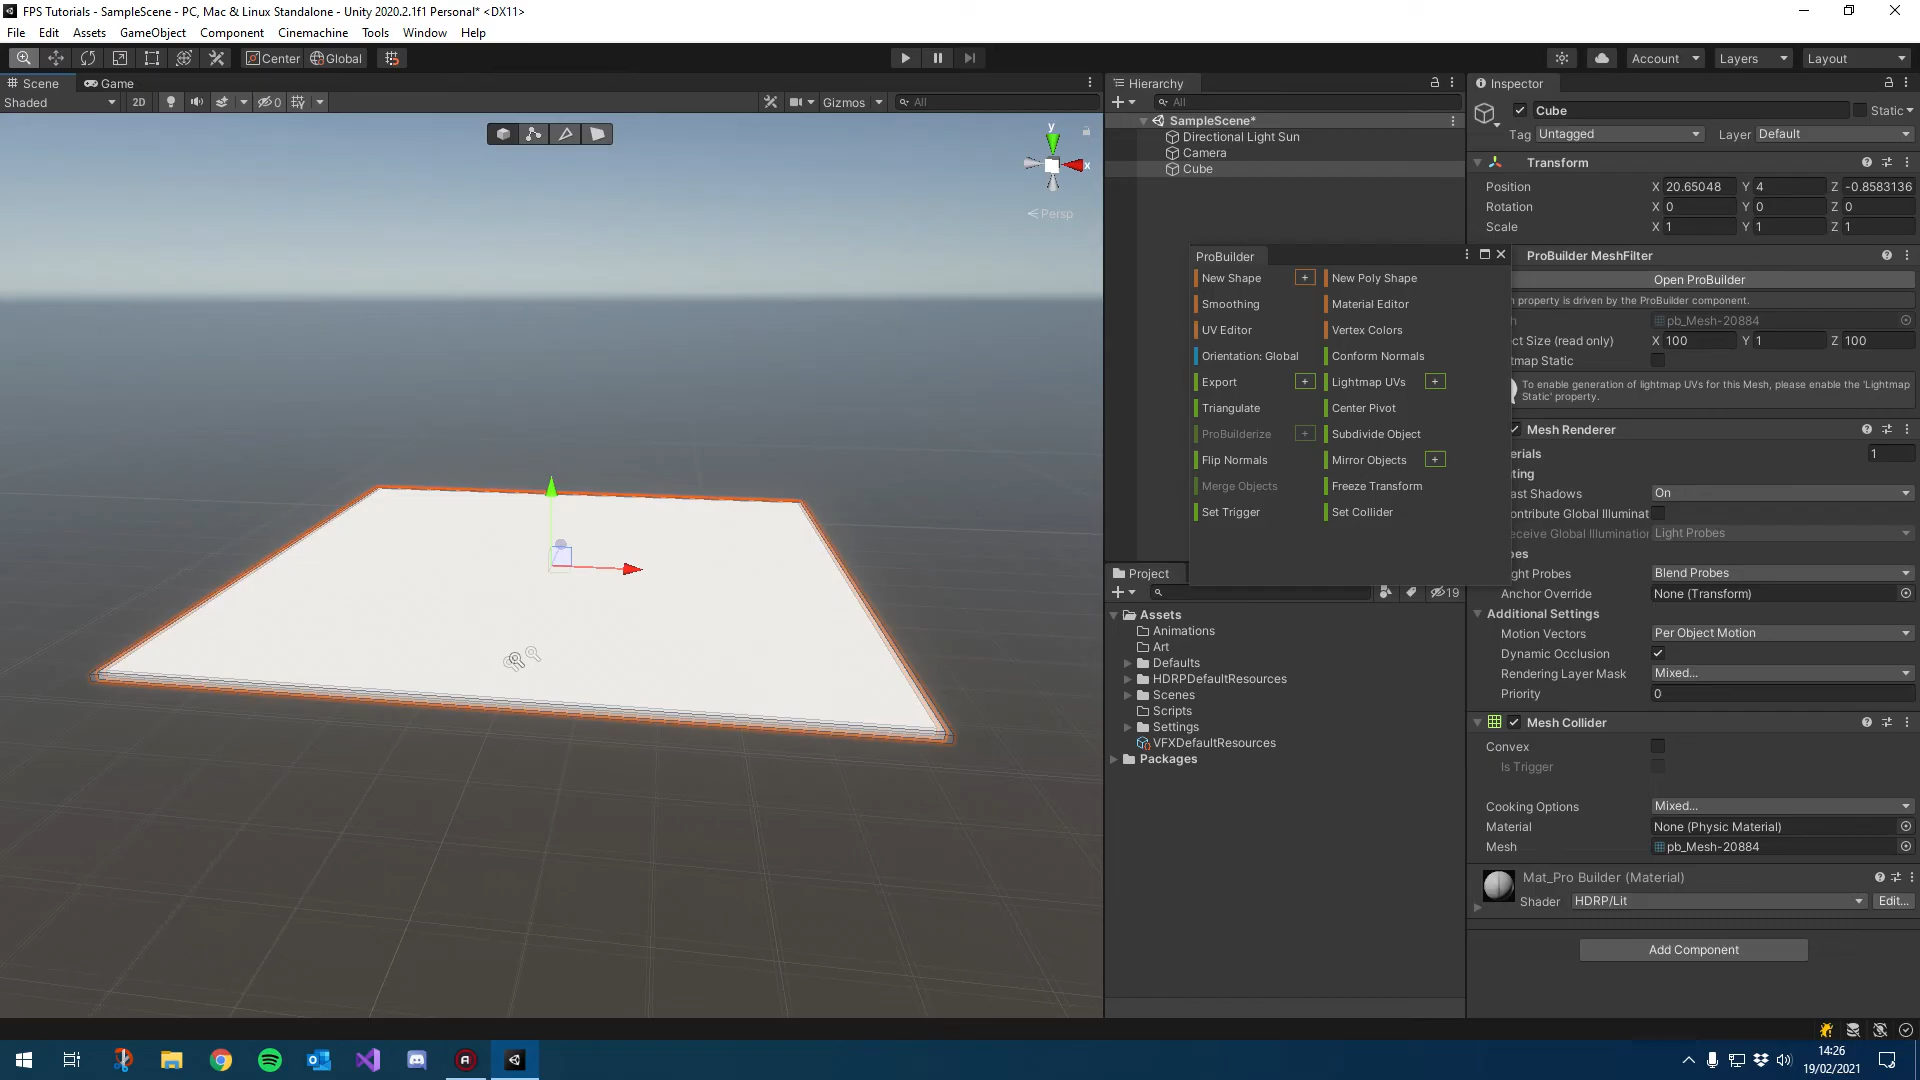 FPS Tutorials - SampleScene - PC, Mac & Linux Standalone - Unity 2020.2.1f1 Personal* <DX11>
File Edit Assets GameObject Component Cinemachine Tools Window Help
Center Global
Account Layers Layout
Scene Game
Shaded 2D 0 Gizmos All
y
x
Persp
Hierarchy
All
SampleScene*
Directional Light Sun
Camera
Cube
ProBuilder
New Shape + New Poly Shape
Smoothing Material Editor
UV Editor Vertex Colors
Orientation: Global Conform Normals
Export + Lightmap UVs +
Triangulate Center Pivot
ProBuilderize + Subdivide Object
Flip Normals Mirror Objects +
Merge Objects Freeze Transform
Set Trigger Set Collider
Project
19
Assets
Animations
Art
Defaults
HDRPDefaultResources
Scenes
Scripts
Settings
VFXDefaultResources
Packages
Inspector
Cube Static
Tag Untagged Layer Default
Transform
Position X 20.65048 Y 4 Z -0.8583136
Rotation X 0 Y 0 Z 0
Scale X 1 Y 1 Z 1
ProBuilder MeshFilter
Open ProBuilder
property is driven by the ProBuilder component.
pb_Mesh-20884
ct Size (read only) X 100 Y 1 Z 100
tmap Static
To enable generation of lightmap UVs for this Mesh, please enable the 'Lightmap
Static' property.
Mesh Renderer
erials 1
ting
ast Shadows On
ontribute Global Illuminat
eceive Global Illumination Light Probes
bes
ght Probes Blend Probes
Anchor Override None (Transform)
Additional Settings
Motion Vectors Per Object Motion
Dynamic Occlusion
Rendering Layer Mask Mixed...
Priority 0
Mesh Collider
Convex
Is Trigger
Cooking Options Mixed...
Material None (Physic Material)
Mesh pb_Mesh-20884
Mat_Pro Builder (Material)
Shader HDRP/Lit Edit...
Add Component
14:26
19/02/2021